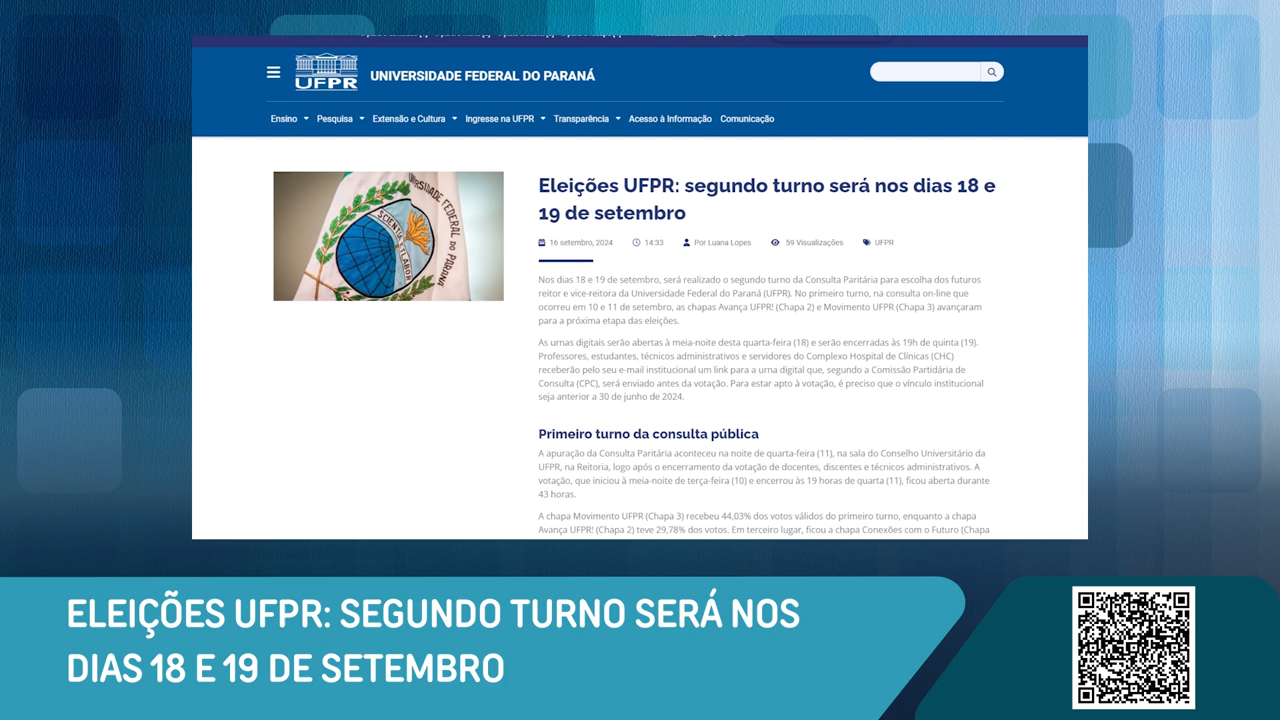 UFPR
UNIVERSIDADE FEDERAL DO PARANÁ
Ensino
Pesquisa
Extensão e Cultura
Ingresse na UFPR
Transparência
Acesso à Informação
Comunicação
UNIVERSIDADE FEDERAL DO PARANÁ
SCIENTIA ET LABOR
Eleições UFPR: segundo turno será nos dias 18 e
19 de setembro
16 setembro, 2024
14:33
Por Luana Lopes
59 Visualizações
UFPR
Nos dias 18 e 19 de setembro, será realizado o segundo turno da Consulta Paritária para escolha dos futuros
reitor e vice-reitora da Universidade Federal do Paraná (UFPR). No primeiro turno, na consulta on-line que
ocorreu em 10 e 11 de setembro, as chapas Avança UFPR! (Chapa 2) e Movimento UFPR (Chapa 3) avançaram
para a próxima etapa das eleições.
As urnas digitais serão abertas à meia-noite desta quarta-feira (18) e serão encerradas às 19h de quinta (19).
Professores, estudantes, técnicos administrativos e servidores do Complexo Hospital de Clínicas (CHC)
receberão pelo seu e-mail institucional um link para a urna digital que, segundo a Comissão Partidária de
Consulta (CPC), será enviado antes da votação. Para estar apto à votação, é preciso que o vínculo institucional
seja anterior a 30 de junho de 2024.
Primeiro turno da consulta pública
A apuração da Consulta Paritária aconteceu na noite de quarta-feira (11), na sala do Conselho Universitário da
UFPR, na Reitoria, logo após o encerramento da votação de docentes, discentes e técnicos administrativos. A
votação, que iniciou à meia-noite de terça-feira (10) e encerrou às 19 horas de quarta (11), ficou aberta durante
43 horas.
A chapa Movimento UFPR (Chapa 3) recebeu 44,03% dos votos válidos do primeiro turno, enquanto a chapa
Avança UFPR! (Chapa 2) teve 29,78% dos votos. Em terceiro lugar, ficou a chapa Conexões com o Futuro (Chapa
ELEIÇÕES UFPR: SEGUNDO TURNO SERÁ NOS
DIAS 18 E 19 DE SETEMBRO